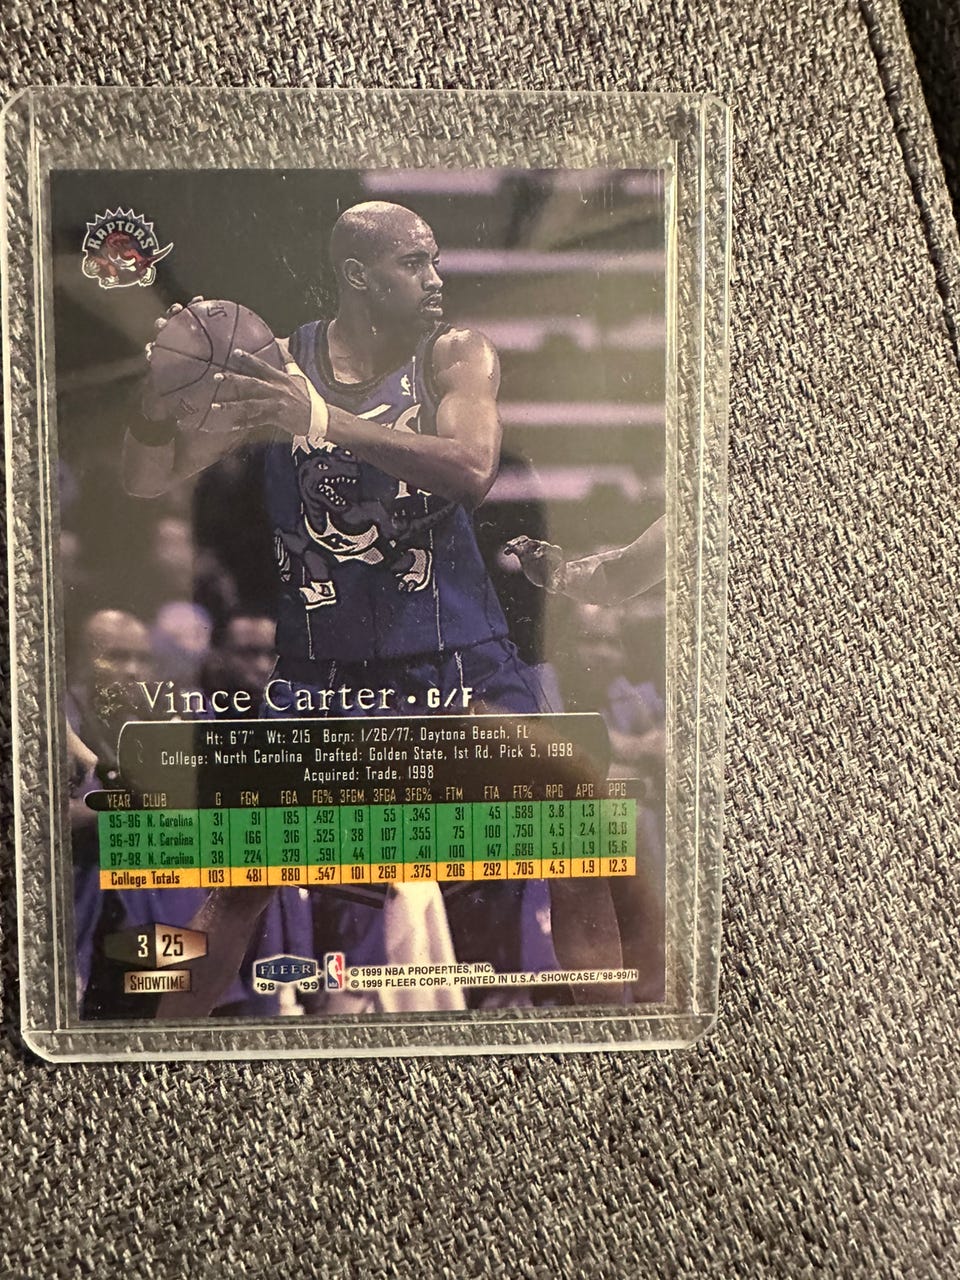 RAPTORS
Vince Carter • G/F
Ht: 6'7" Wt: 215 Born: 1/26/77; Daytona Beach, FL
College: North Carolina Drafted: Golden State, 1st Rd, Pick 5, 1998
Acquired: Trade, 1998
YEAR CLUB G FGM FGA FG% 3FGM 3FGA 3FG% FTM FTA FT% RPG APG PPG
95-96 N. Carolina 31 91 185 .492 19 55 .345 31 45 .689 3.8 1.3 7.5
96-97 N. Carolina 34 166 316 .525 38 107 .355 75 100 .750 4.5 2.4 13.0
97-98 N. Carolina 38 224 379 .591 44 107 .411 100 147 .680 5.1 1.9 15.6
College Totals 103 481 880 .547 101 269 .375 206 292 .705 4.5 1.9 12.3
3 25
SHOWTIME
FLEER
'98 '99
NBA
© 1999 NBA PROPERTIES, INC.
© 1999 FLEER CORP., PRINTED IN U.S.A. SHOWCASE/'98-99/H